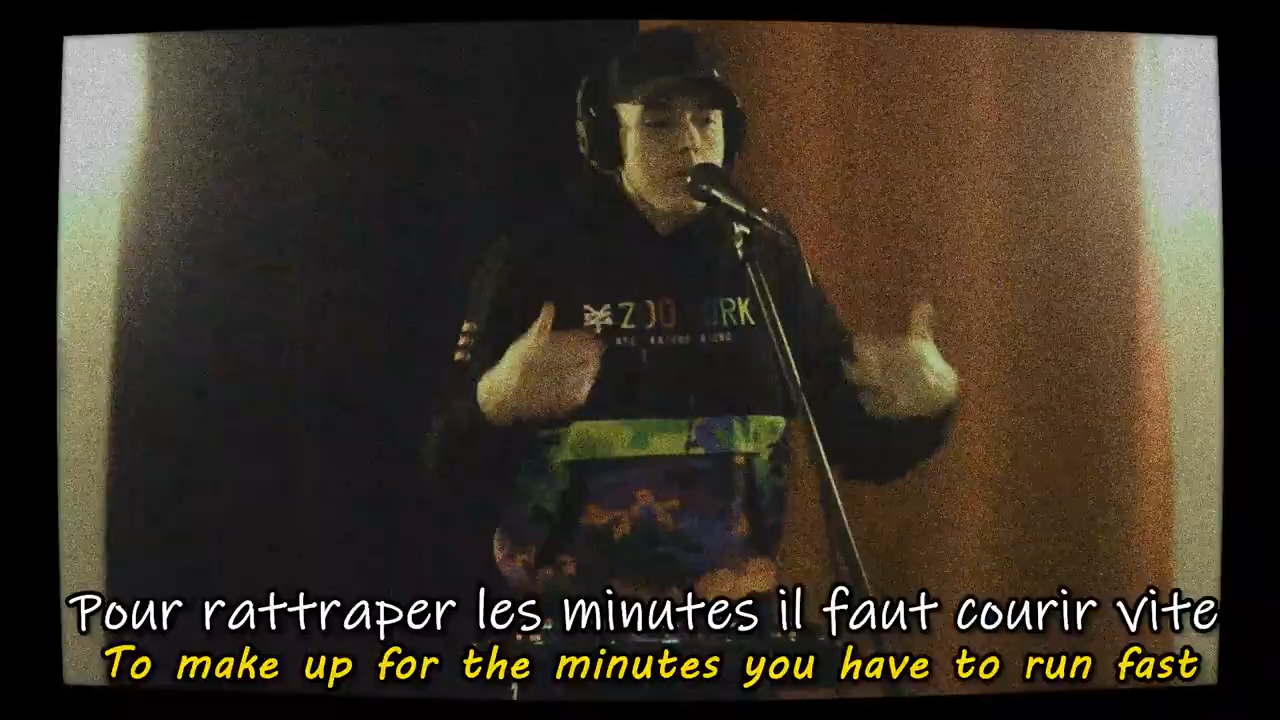 Pour rattraper les minutes il faut courir vite
To make up for the minutes you have to run fast